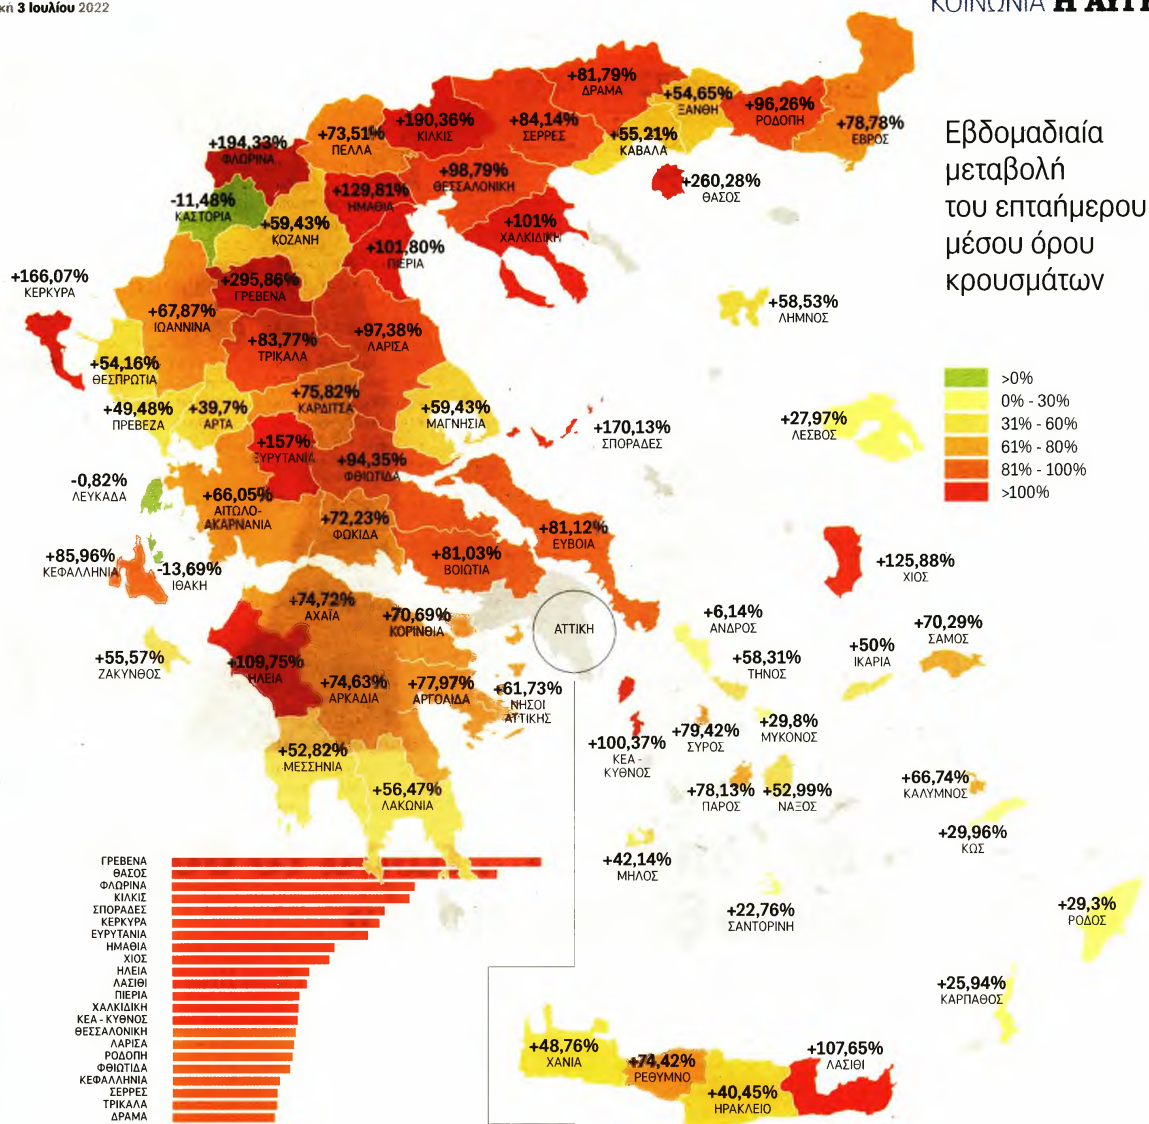 κή 3 Ιουλίου 2022
ΚΟΙΝΩΝΙΑ Η ΑΥΓΗ
Εβδομαδιαία
μεταβολή
του επταήμερου
μέσου όρου
κρουσμάτων
>0%
0% - 30%
31% - 60%
61% - 80%
81% - 100%
>100%
+81,79%
ΔΡΑΜΑ
+54,65%
ΞΑΝΘΗ
+96,26%
ΡΟΔΟΠΗ
+78,78%
ΕΒΡΟΣ
+190,36%
ΚΙΛΚΙΣ
+84,14%
ΣΕΡΡΕΣ
+55,21%
ΚΑΒΑΛΑ
+73,51%
ΠΕΛΛΑ
+194,33%
ΦΛΩΡΙΝΑ
+98,79%
ΘΕΣΣΑΛΟΝΙΚΗ
+260,28%
ΘΑΣΟΣ
+129,81%
ΗΜΑΘΙΑ
-11,48%
ΚΑΣΤΟΡΙΑ
+59,43%
ΚΟΖΑΝΗ
+101%
ΧΑΛΚΙΔΙΚΗ
+101,80%
ΠΙΕΡΙΑ
+166,07%
ΚΕΡΚΥΡΑ
+295,86%
ΓΡΕΒΕΝΑ
+67,87%
ΙΩΑΝΝΙΝΑ
+58,53%
ΛΗΜΝΟΣ
+83,77%
ΤΡΙΚΑΛΑ
+97,38%
ΛΑΡΙΣΑ
+54,16%
ΘΕΣΠΡΩΤΙΑ
+75,82%
ΚΑΡΔΙΤΣΑ
+49,48%
ΠΡΕΒΕΖΑ
+39,7%
ΑΡΤΑ
+59,43%
ΜΑΓΝΗΣΙΑ
+27,97%
ΛΕΣΒΟΣ
+170,13%
ΣΠΟΡΑΔΕΣ
+157%
ΕΥΡΥΤΑΝΙΑ
+94,35%
ΦΘΙΩΤΙΔΑ
-0,82%
ΛΕΥΚΑΔΑ
+66,05%
ΑΙΤΩΛΟ-
ΑΚΑΡΝΑΝΙΑ
+72,23%
ΦΩΚΙΔΑ
+81,12%
ΕΥΒΟΙΑ
+85,96%
ΚΕΦΑΛΛΗΝΙΑ
-13,69%
ΙΘΑΚΗ
+81,03%
ΒΟΙΩΤΙΑ
+125,88%
ΧΙΟΣ
+74,72%
ΑΧΑΪΑ
+70,69%
ΚΟΡΙΝΘΙΑ
ΑΤΤΙΚΗ
+6,14%
ΑΝΔΡΟΣ
+70,29%
ΣΑΜΟΣ
+50%
ΙΚΑΡΙΑ
+55,57%
ΖΑΚΥΝΘΟΣ
+109,75%
ΗΛΕΙΑ
+58,31%
ΤΗΝΟΣ
+74,63%
ΑΡΚΑΔΙΑ
+77,97%
ΑΡΓΟΛΙΔΑ
+61,73%
ΝΗΣΟΙ
ΑΤΤΙΚΗΣ
+29,8%
ΜΥΚΟΝΟΣ
+79,42%
ΣΥΡΟΣ
+100,37%
ΚΕΑ -
ΚΥΘΝΟΣ
+52,82%
ΜΕΣΣΗΝΙΑ
+56,47%
ΛΑΚΩΝΙΑ
+78,13%
ΠΑΡΟΣ
+52,99%
ΝΑΞΟΣ
+66,74%
ΚΑΛΥΜΝΟΣ
+29,96%
ΚΩΣ
+42,14%
ΜΗΛΟΣ
+22,76%
ΣΑΝΤΟΡΙΝΗ
+29,3%
ΡΟΔΟΣ
+25,94%
ΚΑΡΠΑΘΟΣ
+48,76%
ΧΑΝΙΑ
+74,42%
ΡΕΘΥΜΝΟ
+40,45%
ΗΡΑΚΛΕΙΟ
+107,65%
ΛΑΣΙΘΙ
ΓΡΕΒΕΝΑ
ΘΑΣΟΣ
ΦΛΩΡΙΝΑ
ΚΙΛΚΙΣ
ΣΠΟΡΑΔΕΣ
ΚΕΡΚΥΡΑ
ΕΥΡΥΤΑΝΙΑ
ΗΜΑΘΙΑ
ΧΙΟΣ
ΗΛΕΙΑ
ΛΑΣΙΘΙ
ΠΙΕΡΙΑ
ΧΑΛΚΙΔΙΚΗ
ΚΕΑ - ΚΥΘΝΟΣ
ΘΕΣΣΑΛΟΝΙΚΗ
ΛΑΡΙΣΑ
ΡΟΔΟΠΗ
ΦΘΙΩΤΙΔΑ
ΚΕΦΑΛΛΗΝΙΑ
ΣΕΡΡΕΣ
ΤΡΙΚΑΛΑ
ΔΡΑΜΑ